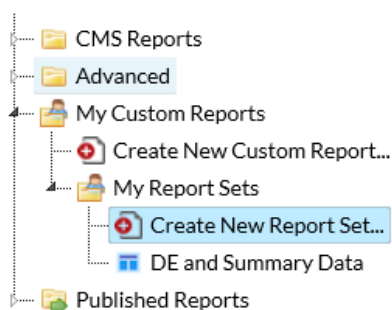 CMS Reports
Advanced
My Custom Reports
Create New Custom Report...
My Report Sets
Create New Report Set...
DE and Summary Data
Published Reports